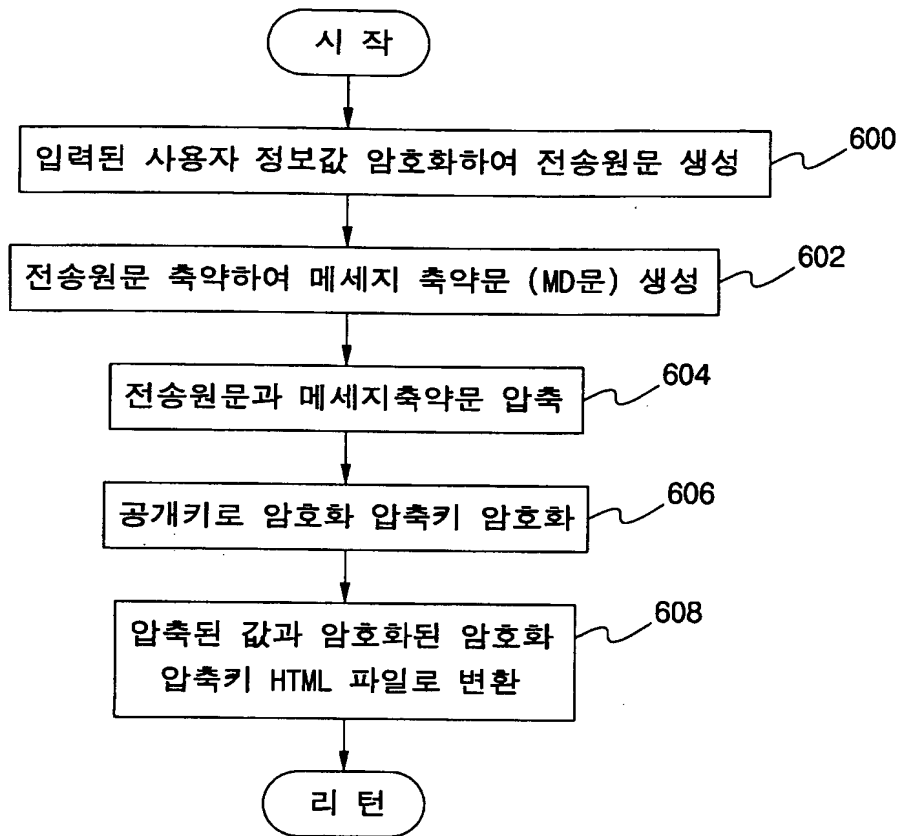 시 작
입력된 사용자 정보값 암호화하여 전송원문 생성
600
전송원문 축약하여 메세지 축약문 (MD문) 생성
602
전송원문과 메세지축약문 압축
604
공개키로 암호화 압축키 암호화
606
압축된 값과 암호화된 암호화
압축키 HTML 파일로 변환
608
리 턴